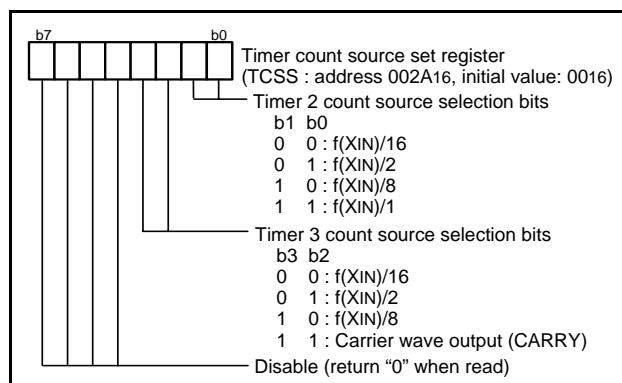 b7 b0
Timer count source set register
(TCSS : address 002A16, initial value: 0016)
Timer 2 count source selection bits
b1 b0
0 0 : f(XIN)/16
0 1 : f(XIN)/2
1 0 : f(XIN)/8
1 1 : f(XIN)/1
Timer 3 count source selection bits
b3 b2
0 0 : f(XIN)/16
0 1 : f(XIN)/2
1 0 : f(XIN)/8
1 1 : Carrier wave output (CARRY)
Disable (return “0” when read)